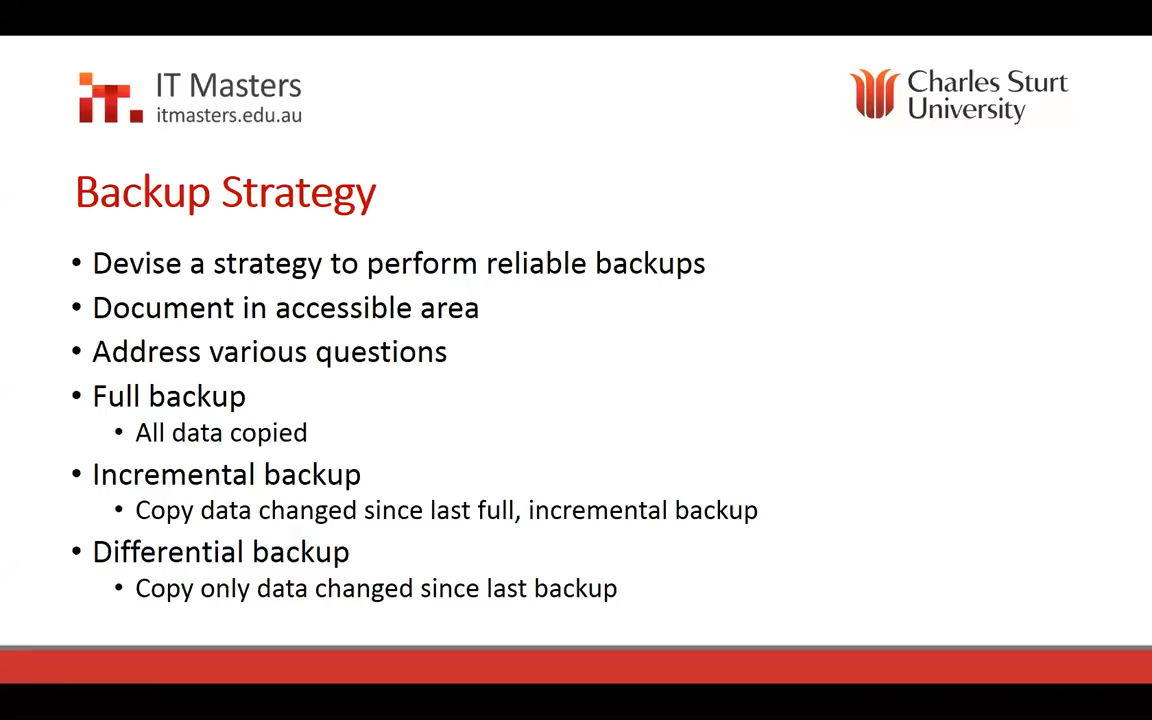 IT Masters
itmasters.edu.au
Charles Sturt
University
Backup Strategy
• Devise a strategy to perform reliable backups
• Document in accessible area
• Address various questions
• Full backup
• All data copied
• Incremental backup
• Copy data changed since last full, incremental backup
• Differential backup
• Copy only data changed since last backup